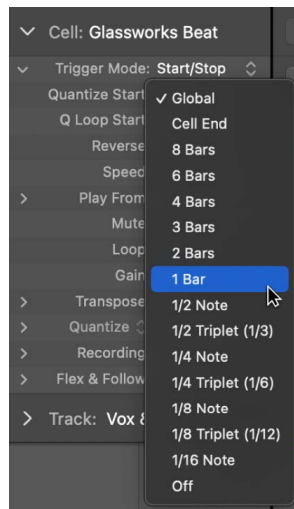 Cell: Glassworks Beat
Trigger Mode: Start/Stop
Quantize Start
Q Loop Start
Reverse
Speed
Play From
Mute
Loop
Gain
Transpose
Quantize
Recording
Flex & Follow
Track: Vox &
✓ Global
Cell End
8 Bars
6 Bars
4 Bars
3 Bars
2 Bars
1 Bar
1/2 Note
1/2 Triplet (1/3)
1/4 Note
1/4 Triplet (1/6)
1/8 Note
1/8 Triplet (1/12)
1/16 Note
Off